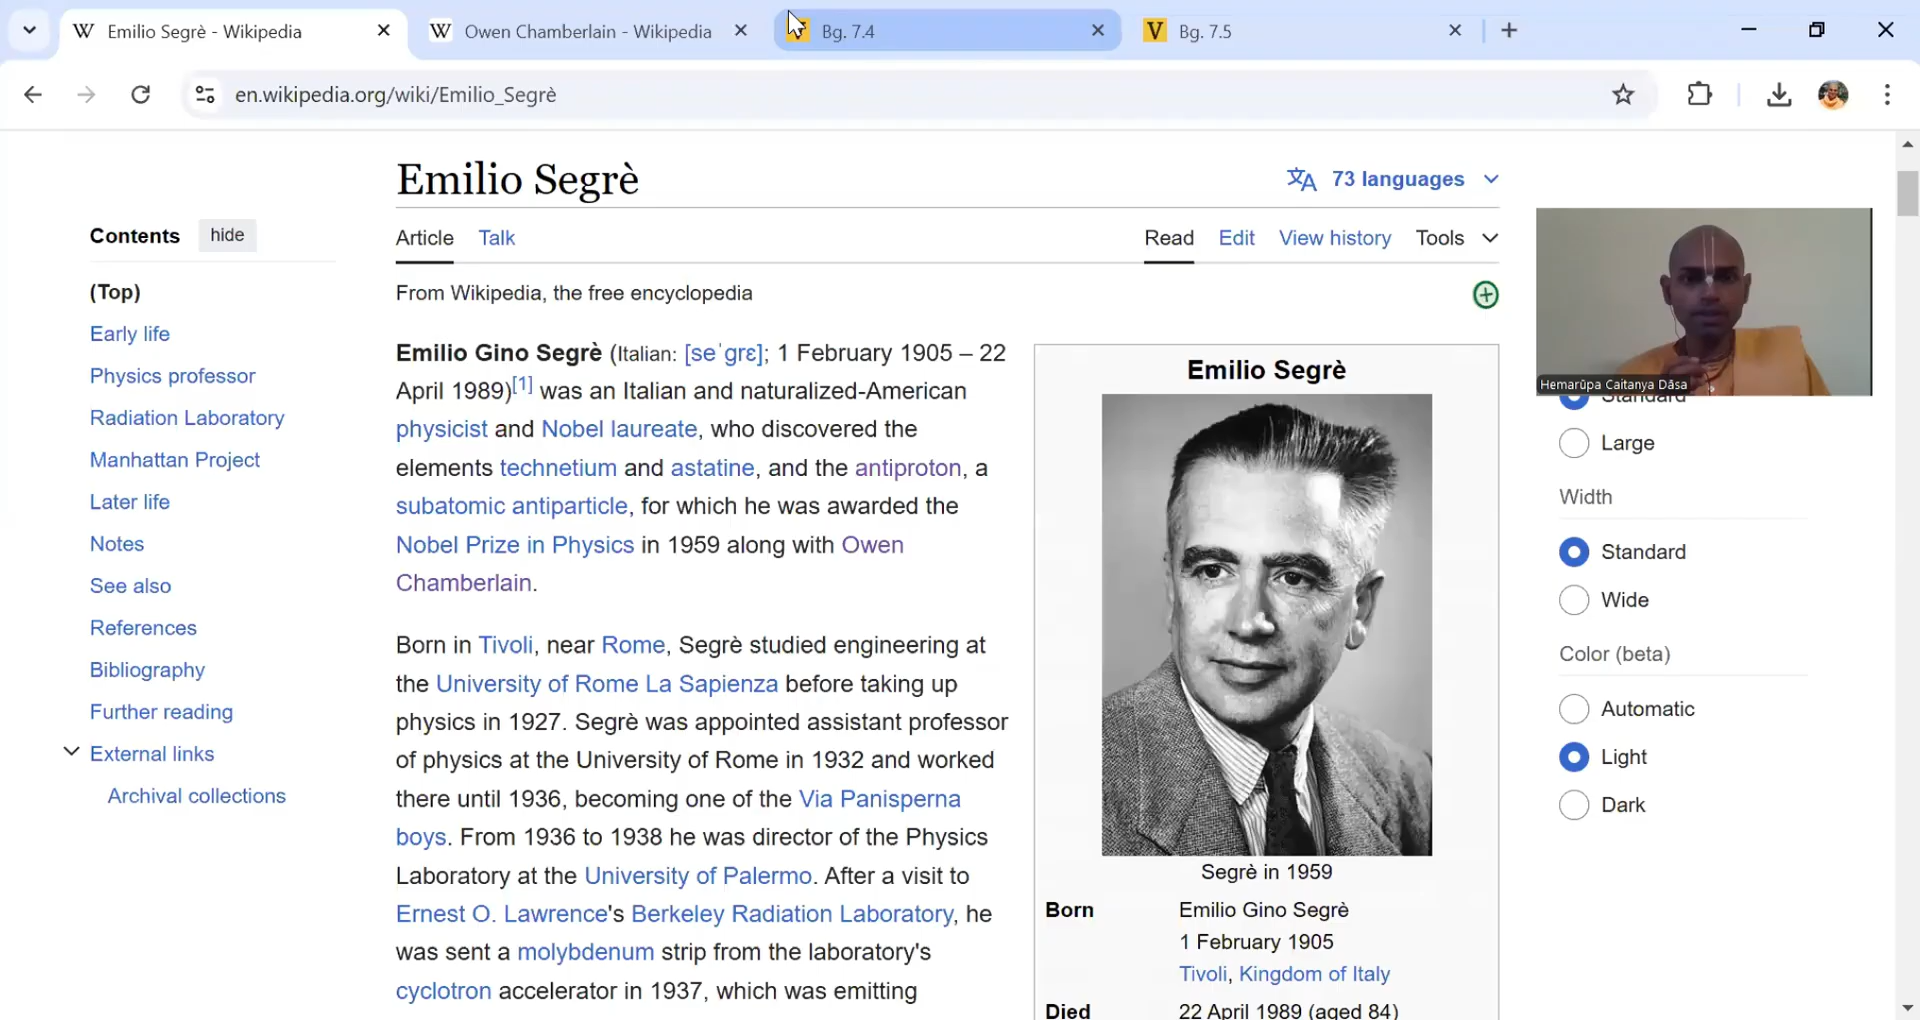 Emilio Segrè - Wikipedia
Owen Chamberlain - Wikipedia
Bg. 7.4
V Bg. 7.5
en.wikipedia.org/wiki/Emilio_Segrè
Emilio Segrè
73 languages
Contents hide
(Top)
Early life
Physics professor
Radiation Laboratory
Manhattan Project
Later life
Notes
See also
References
Bibliography
Further reading
External links
Archival collections
Article Talk
Read Edit View history Tools
From Wikipedia, the free encyclopedia
Emilio Gino Segrè (Italian: [seˈɡrɛ]; 1 February 1905 – 22
April 1989)[1] was an Italian and naturalized-American
physicist and Nobel laureate, who discovered the
elements technetium and astatine, and the antiproton, a
subatomic antiparticle, for which he was awarded the
Nobel Prize in Physics in 1959 along with Owen
Chamberlain.
Born in Tivoli, near Rome, Segrè studied engineering at
the University of Rome La Sapienza before taking up
physics in 1927. Segrè was appointed assistant professor
of physics at the University of Rome in 1932 and worked
there until 1936, becoming one of the Via Panisperna
boys. From 1936 to 1938 he was director of the Physics
Laboratory at the University of Palermo. After a visit to
Ernest O. Lawrence's Berkeley Radiation Laboratory, he
was sent a molybdenum strip from the laboratory's
cyclotron accelerator in 1937, which was emitting
Emilio Segrè
Segrè in 1959
Born Emilio Gino Segrè
1 February 1905
Tivoli, Kingdom of Italy
Died 22 April 1989 (aged 84)
Hemarūpa Caitanya Dāsa
Standard
Large
Width
Standard
Wide
Color (beta)
Automatic
Light
Dark